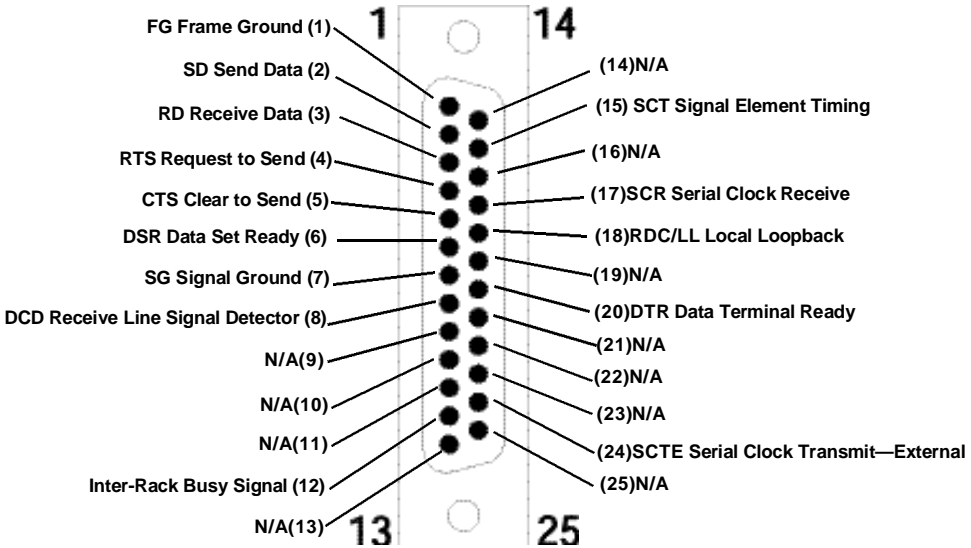 1
14
FG Frame Ground (1)
SD Send Data (2)
RD Receive Data (3)
RTS Request to Send (4)
CTS Clear to Send (5)
DSR Data Set Ready (6)
SG Signal Ground (7)
DCD Receive Line Signal Detector (8)
N/A(9)
N/A(10)
N/A(11)
Inter-Rack Busy Signal (12)
N/A(13)
(14)N/A
(15) SCT Signal Element Timing
(16)N/A
(17)SCR Serial Clock Receive
(18)RDC/LL Local Loopback
(19)N/A
(20)DTR Data Terminal Ready
(21)N/A
(22)N/A
(23)N/A
(24)SCTE Serial Clock Transmit—External
(25)N/A
13
25